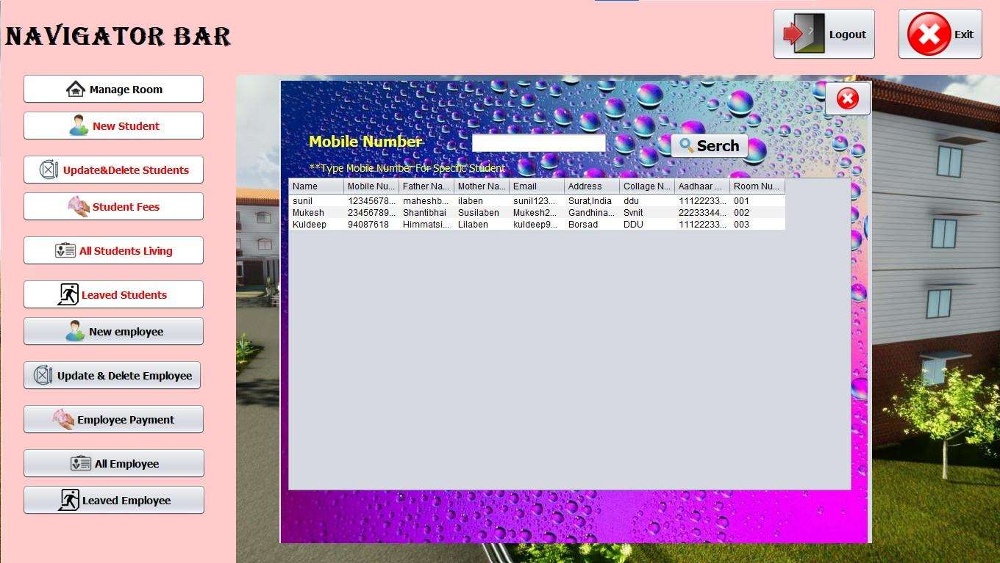 NAVIGATOR BAR
Logout
Exit
Manage Room
New Student
Update&Delete Students
Student Fees
All Students Living
Leaved Students
New employee
Update & Delete Employee
Employee Payment
All Employee
Leaved Employee
Mobile Number
Serch
**Type Mobile Number For Specific Student
Name Mobile Nu... Father Na... Mother Na... Email Address Collage N... Aadhaar ... Room Nu...
sunil 12345678... maheshb... ilaben sunil123... Surat,India ddu 11122233... 001
Mukesh 23456789... Shantibhai Susilaben Mukesh2... Gandhina... Svnit 22233344... 002
Kuldeep 94087618 Himmatsi... Lilaben kuldeep9... Borsad DDU 11122233... 003